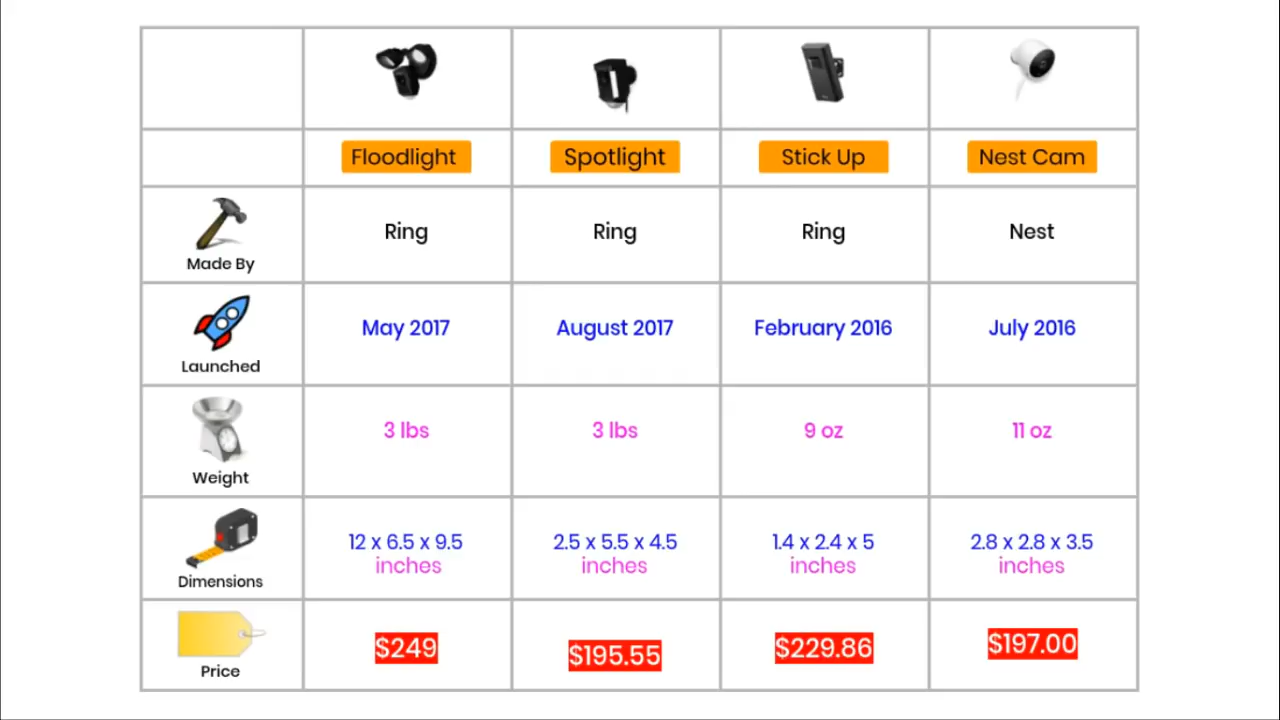 Floodlight Spotlight Stick Up Nest Cam
Made By Ring Ring Ring Nest
Launched May 2017 August 2017 February 2016 July 2016
Weight 3 lbs 3 lbs 9 oz 11 oz
Dimensions 12 x 6.5 x 9.5 inches 2.5 x 5.5 x 4.5 inches 1.4 x 2.4 x 5 inches 2.8 x 2.8 x 3.5 inches
Price $249 $195.55 $229.86 $197.00